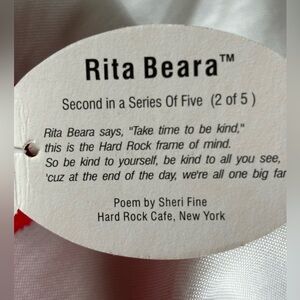 Rita Beara™
Second in a Series Of Five (2 of 5 )
Rita Beara says, "Take time to be kind,"
this is the Hard Rock frame of mind.
So be kind to yourself, be kind to all you see,
'cuz at the end of the day, we're all one big
Poem by Sheri Fine
Hard Rock Cafe, New York